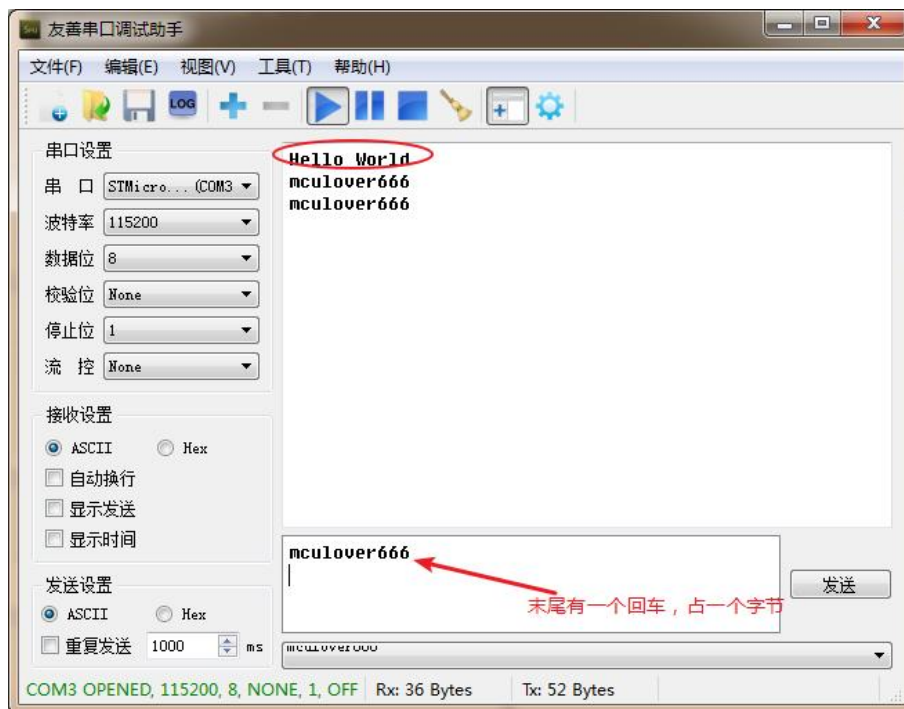 友善串口调试助手
文件(F) 编辑(E) 视图(V) 工具(T) 帮助(H)
LOG
串口设置
串 口 STMicro... (COM3
波特率 115200
数据位 8
校验位 None
停止位 1
流 控 None
接收设置
ASCII Hex
自动换行
显示发送
显示时间
发送设置
ASCII Hex
重复发送 1000 ms
Hello World
mculover666
mculover666
mculover666
末尾有一个回车，占一个字节
发送
mculover666
COM3 OPENED, 115200, 8, NONE, 1, OFF Rx: 36 Bytes Tx: 52 Bytes